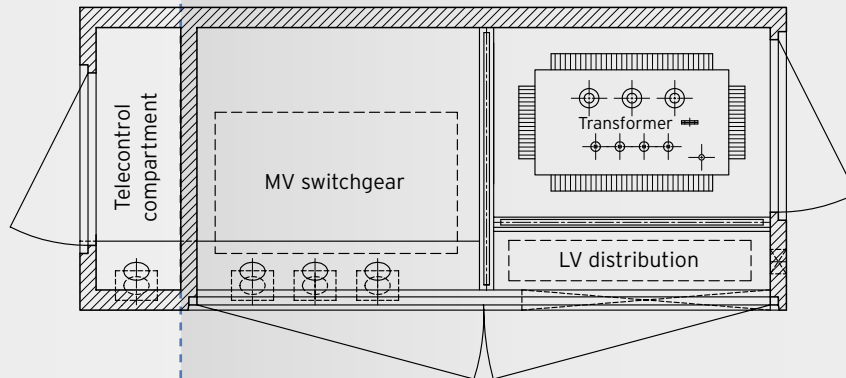 Telecontrol
compartment
MV switchgear
Transformer
LV distribution